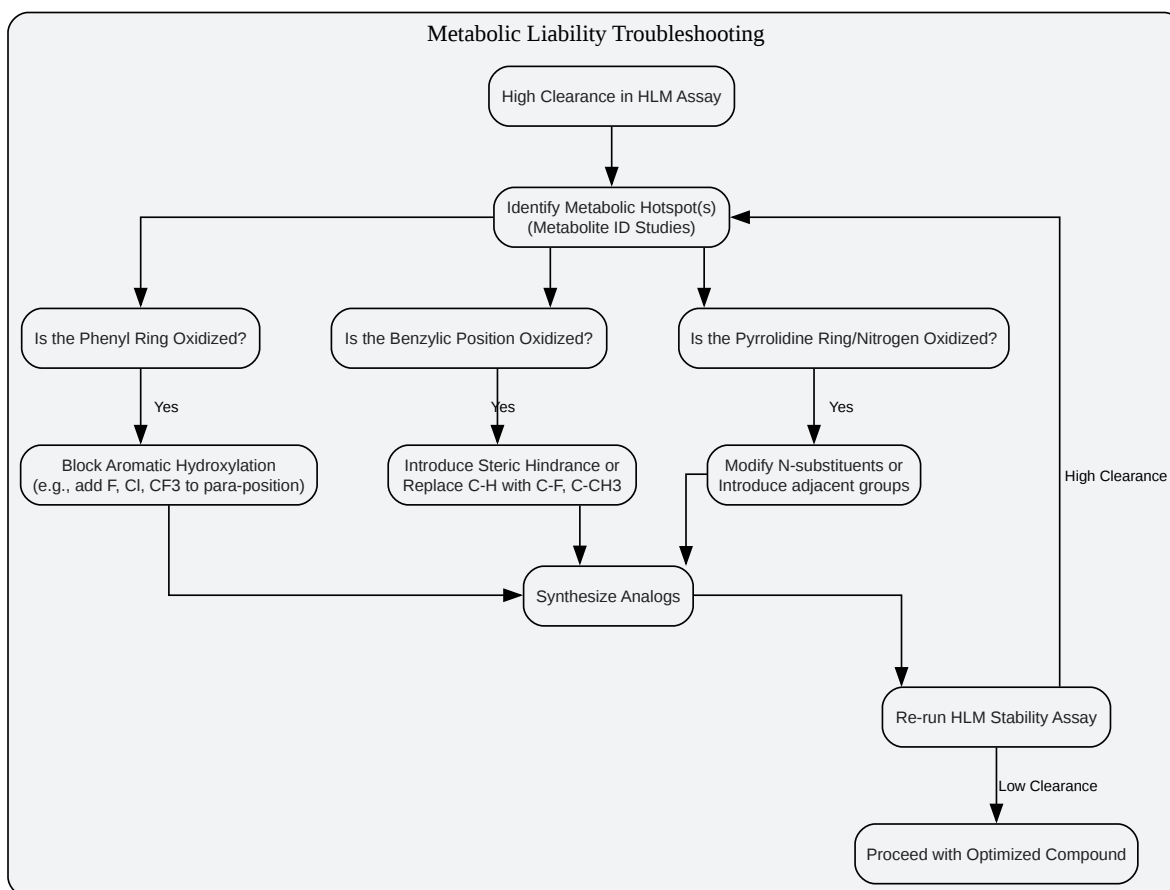 Metabolic Liability Troubleshooting
High Clearance in HLM Assay
Identify Metabolic Hotspot(s)
(Metabolite ID Studies)
Is the Phenyl Ring Oxidized?
Is the Benzylic Position Oxidized?
Is the Pyrrolidine Ring/Nitrogen Oxidized?
Yes
Yes
Yes
Block Aromatic Hydroxylation
(e.g., add F, Cl, CF3 to para-position)
Introduce Steric Hindrance or
Replace C-H with C-F, C-CH3
Modify N-substituents or
Introduce adjacent groups
High Clearance
Synthesize Analogs
Re-run HLM Stability Assay
Low Clearance
Proceed with Optimized Compound